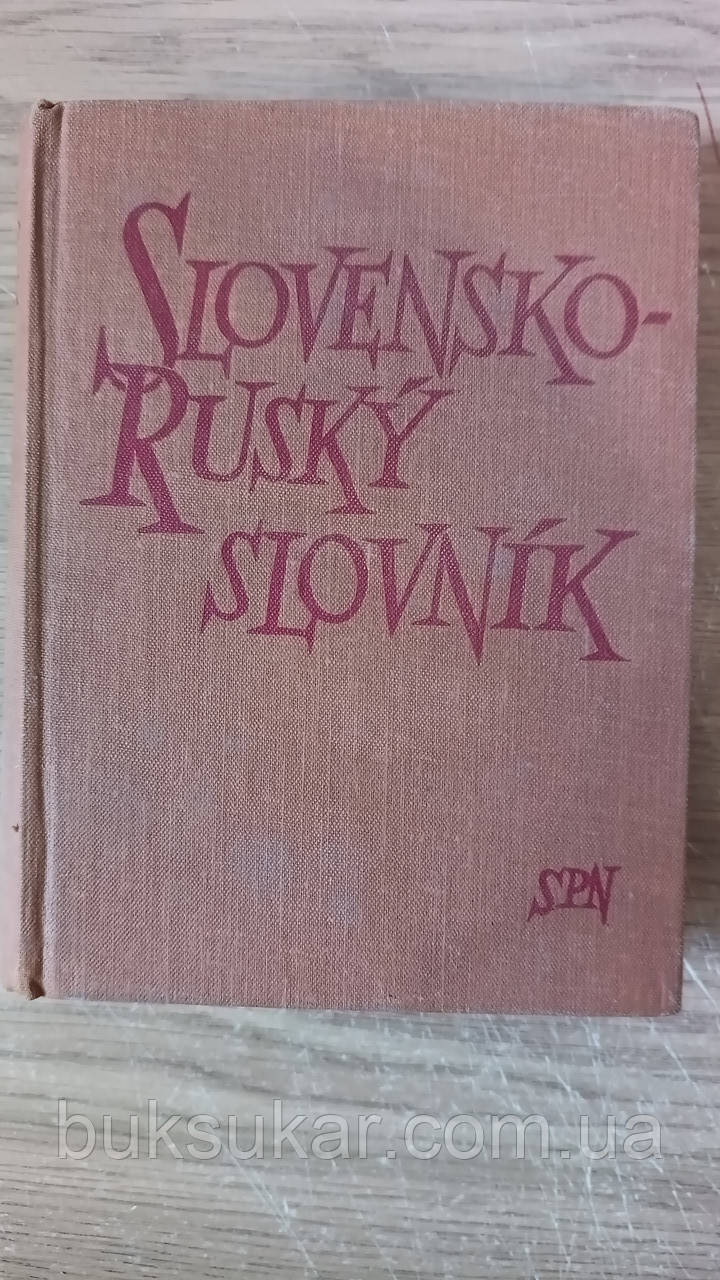 SLOVENSKO-
RUSKÝ
SLOVNÍK
SPN
buksukar.com.ua